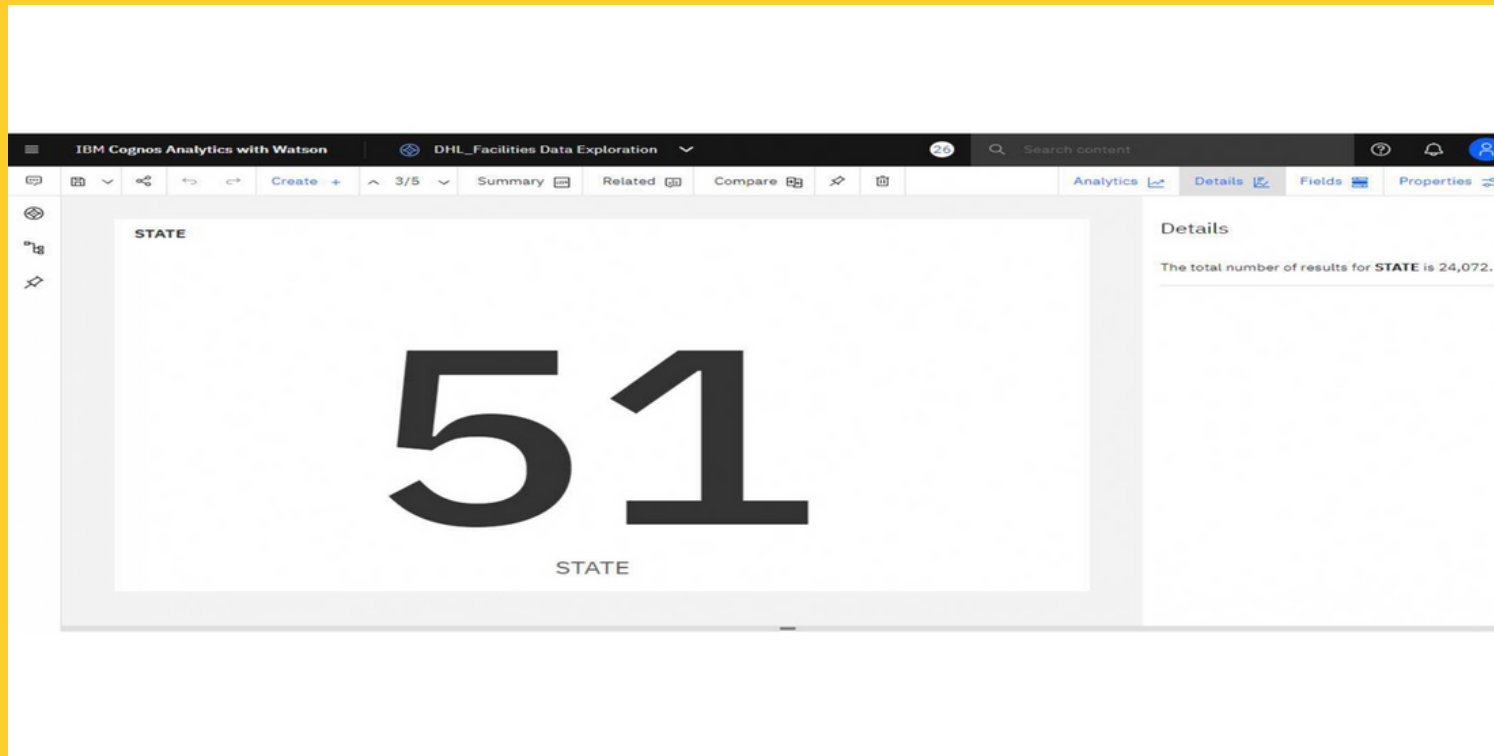 IBM Cognos Analytics with Watson DHL_Facilities Data Exploration 26 Search content
Create + 3/5 Summary Related Compare Analytics Details Fields Properties
STATE
51
STATE
Details
The total number of results for STATE is 24,072.